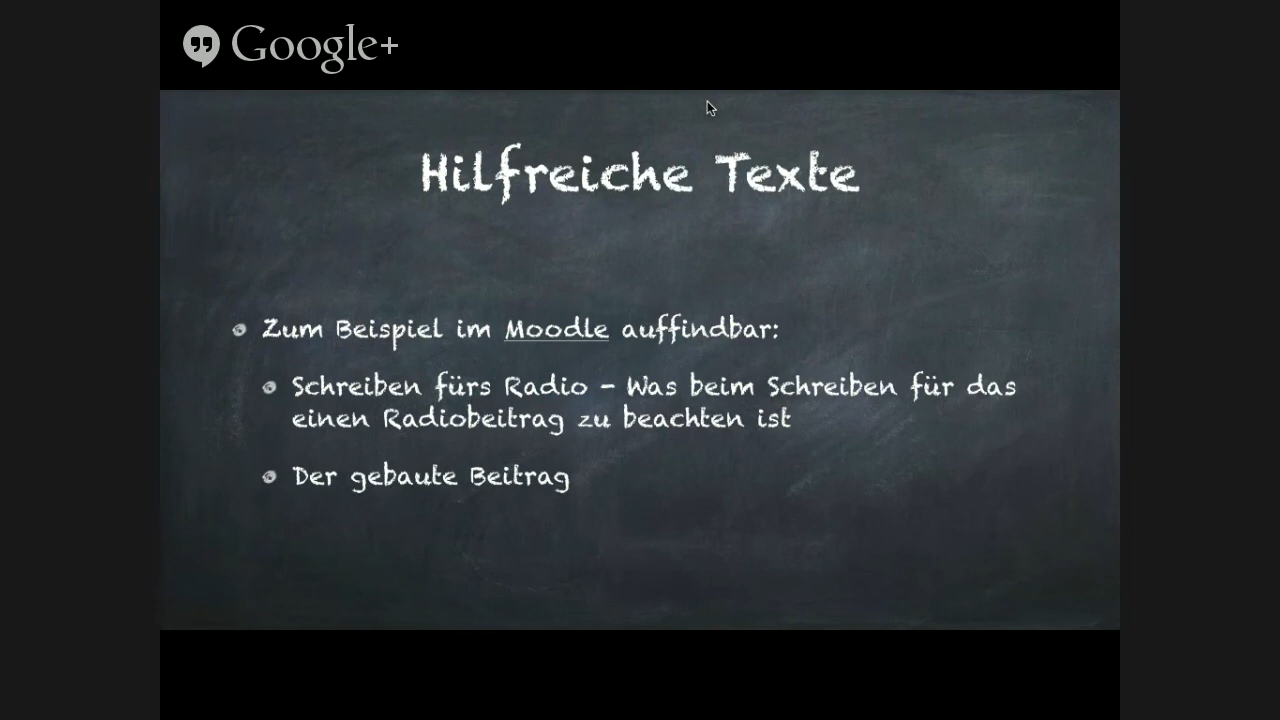 Google+
Hilfreiche Texte
Zum Beispiel im Moodle auffindbar:
Schreiben fürs Radio - Was beim Schreiben für das
einen Radiobeitrag zu beachten ist
Der gebaute Beitrag